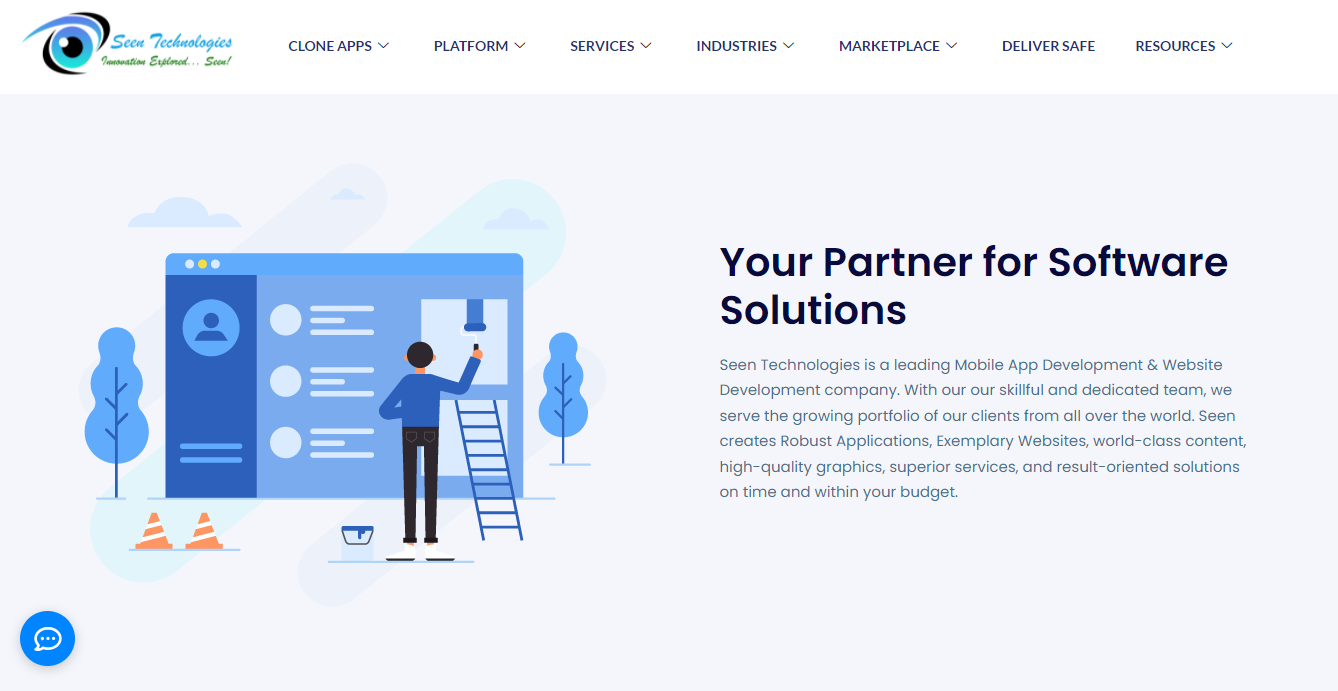 Seen Technologies
Innovation Explored... Seen!
CLONE APPS
PLATFORM
SERVICES
INDUSTRIES
MARKETPLACE
DELIVER SAFE
RESOURCES
Your Partner for Software
Solutions
Seen Technologies is a leading Mobile App Development & Website
Development company. With our our skillful and dedicated team, we
serve the growing portfolio of our clients from all over the world. Seen
creates Robust Applications, Exemplary Websites, world-class content,
high-quality graphics, superior services, and result-oriented solutions
on time and within your budget.